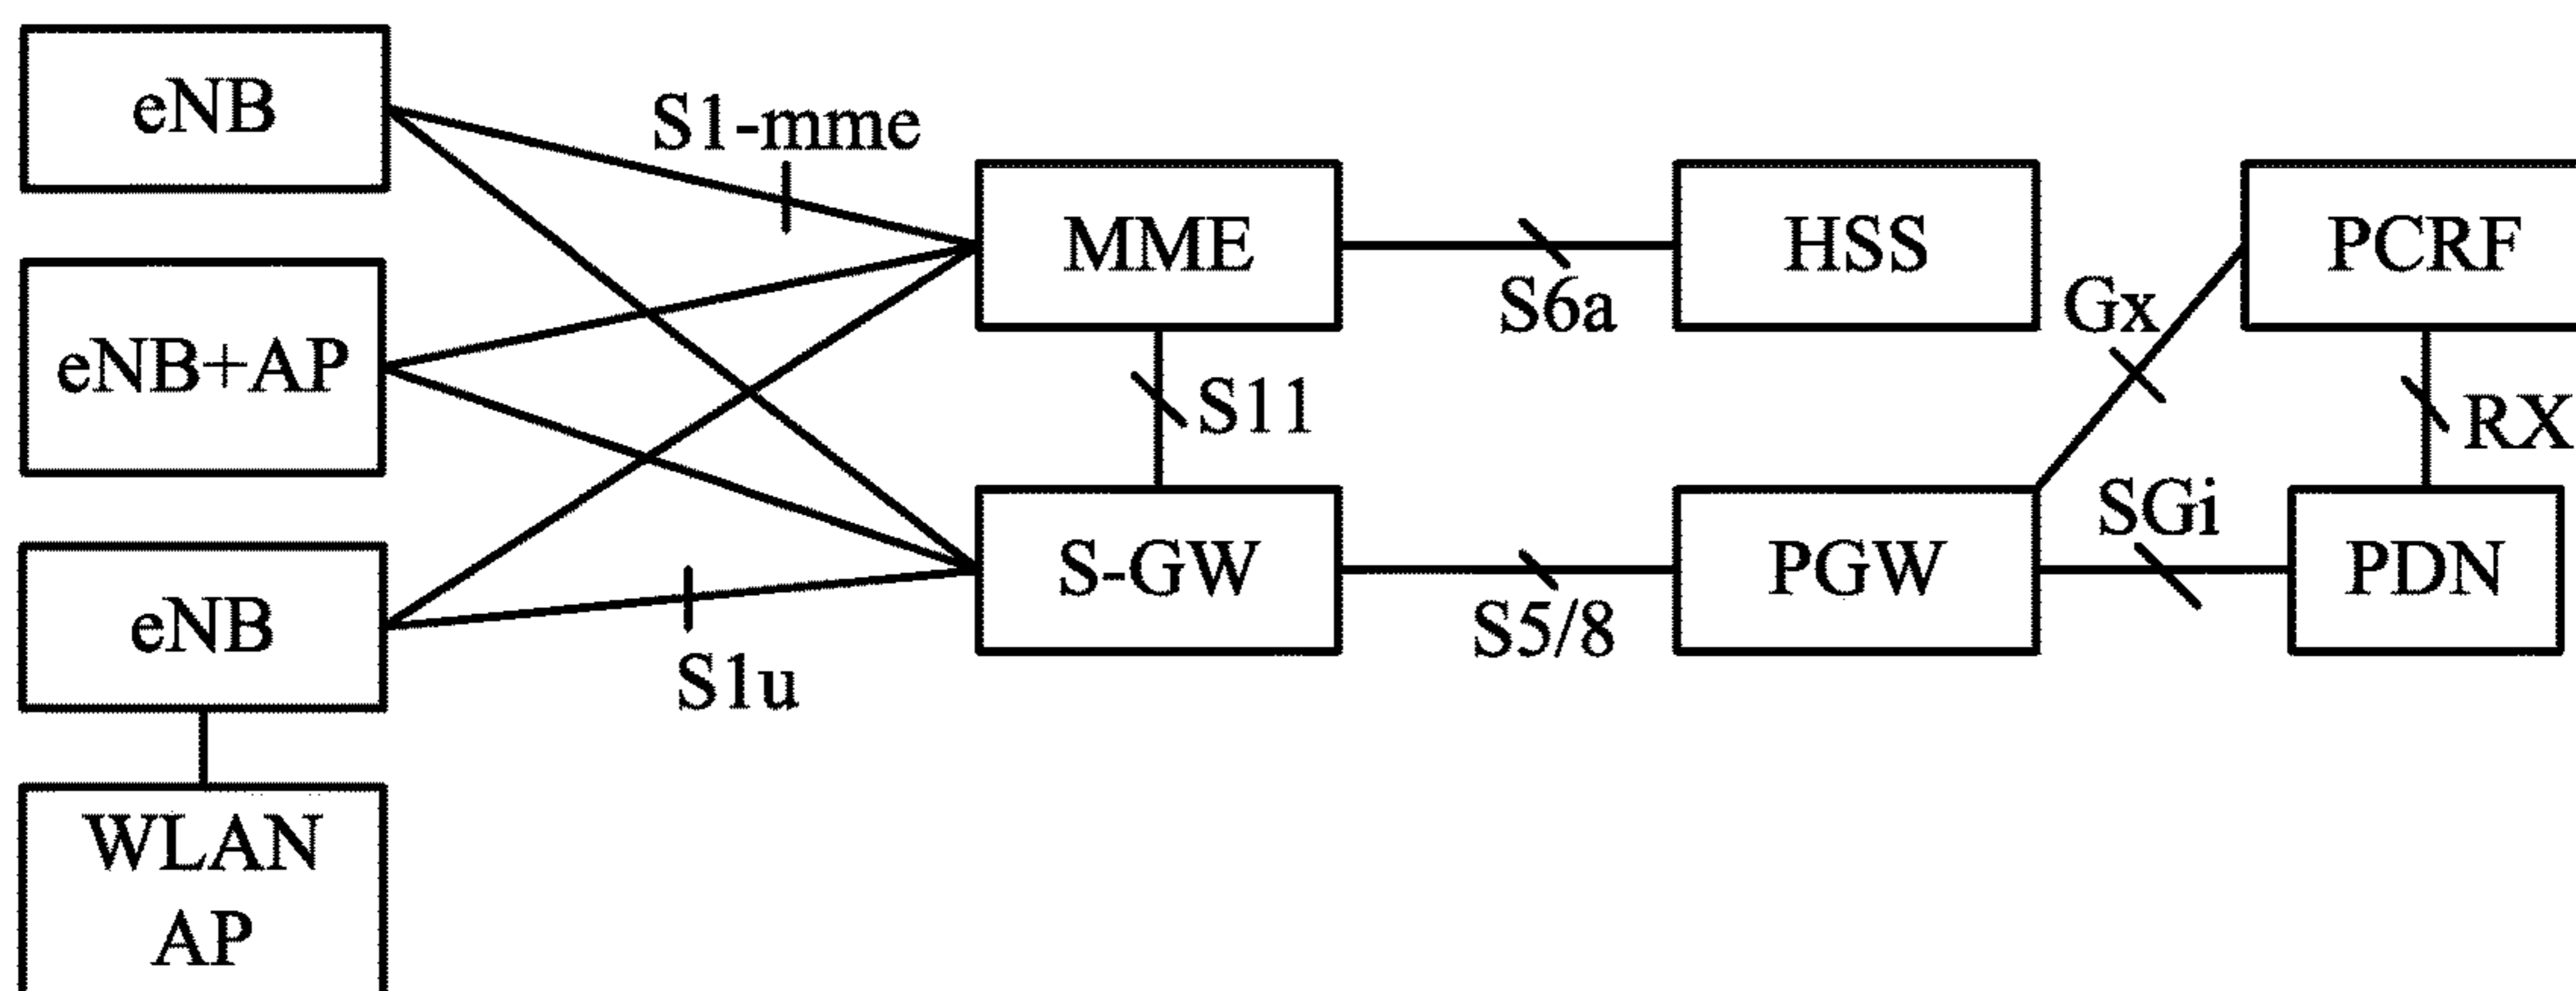 eNB
S1-mme
MME
HSS
PCRF
S6a
Gx
eNB+AP
S11
RX
SGi
eNB
S-GW
PGW
PDN
S1u
S5/8
WLAN
AP